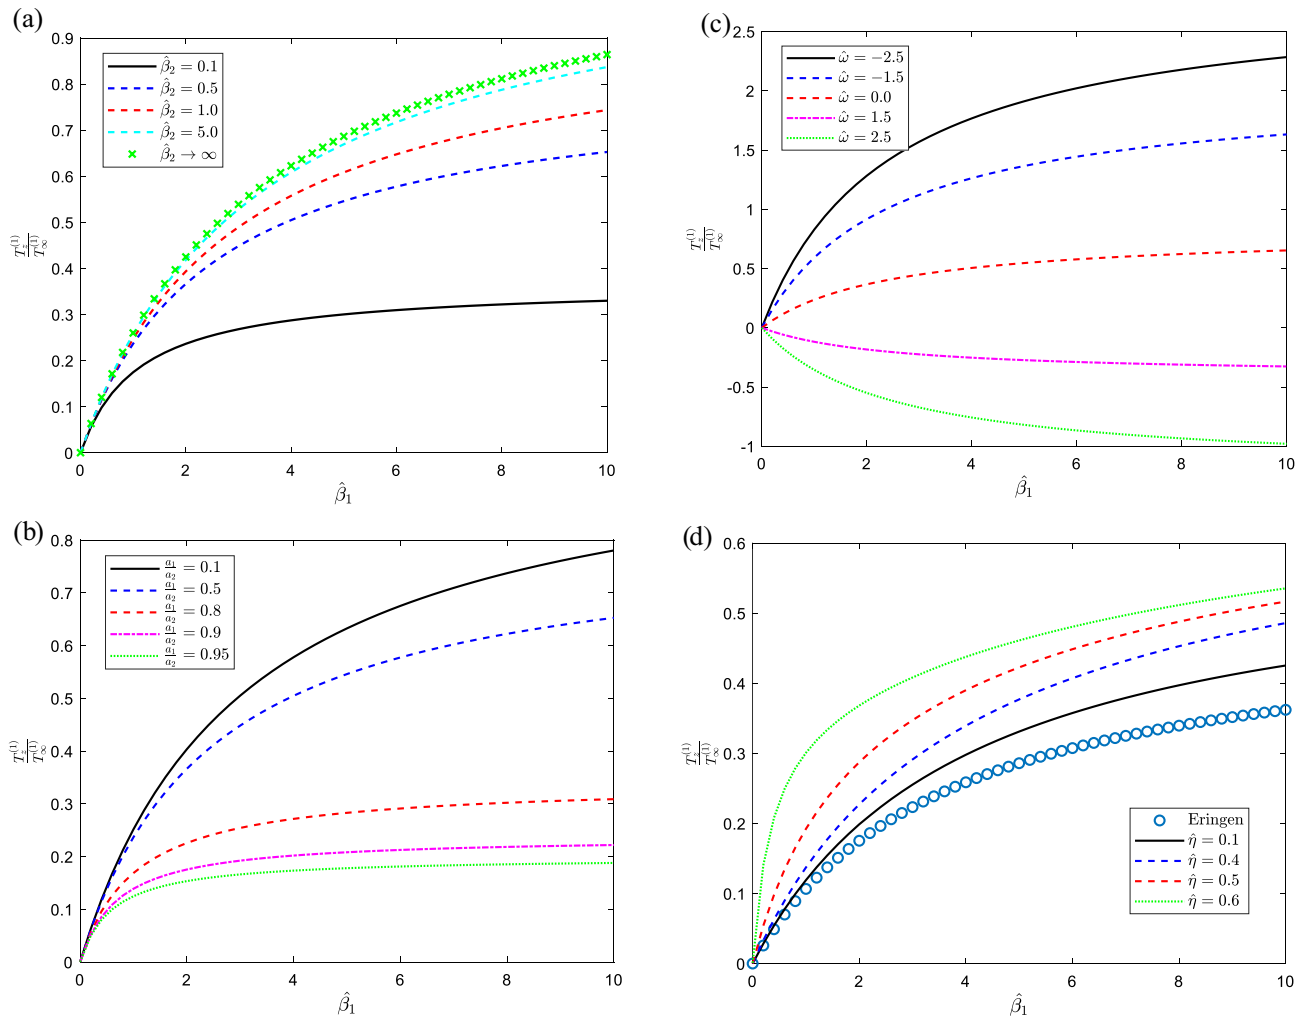 (a)
0.9
0.8
0.7
0.6
0.5
0.4
0.3
0.2
0.1
0
0 2 4 6 8 10
β̂₂ = 0.1
β̂₂ = 0.5
β̂₂ = 1.0
β̂₂ = 5.0
β̂₂ → ∞
T_z^(1) / T_∞^(1)
β̂₁
(c)
2.5
2
1.5
1
0.5
0
-0.5
-1
0 2 4 6 8 10
ω̂ = −2.5
ω̂ = −1.5
ω̂ = 0.0
ω̂ = 1.5
ω̂ = 2.5
T_z^(1) / T_∞^(1)
β̂₁
(b)
0.8
0.7
0.6
0.5
0.4
0.3
0.2
0.1
0
0 2 4 6 8 10
a₁/a₂ = 0.1
a₁/a₂ = 0.5
a₁/a₂ = 0.8
a₁/a₂ = 0.9
a₁/a₂ = 0.95
T_z^(1) / T_∞^(1)
β̂₁
(d)
0.6
0.5
0.4
0.3
0.2
0.1
0
0 2 4 6 8 10
Eringen
η̂ = 0.1
η̂ = 0.4
η̂ = 0.5
η̂ = 0.6
T_z^(1) / T_∞^(1)
β̂₁